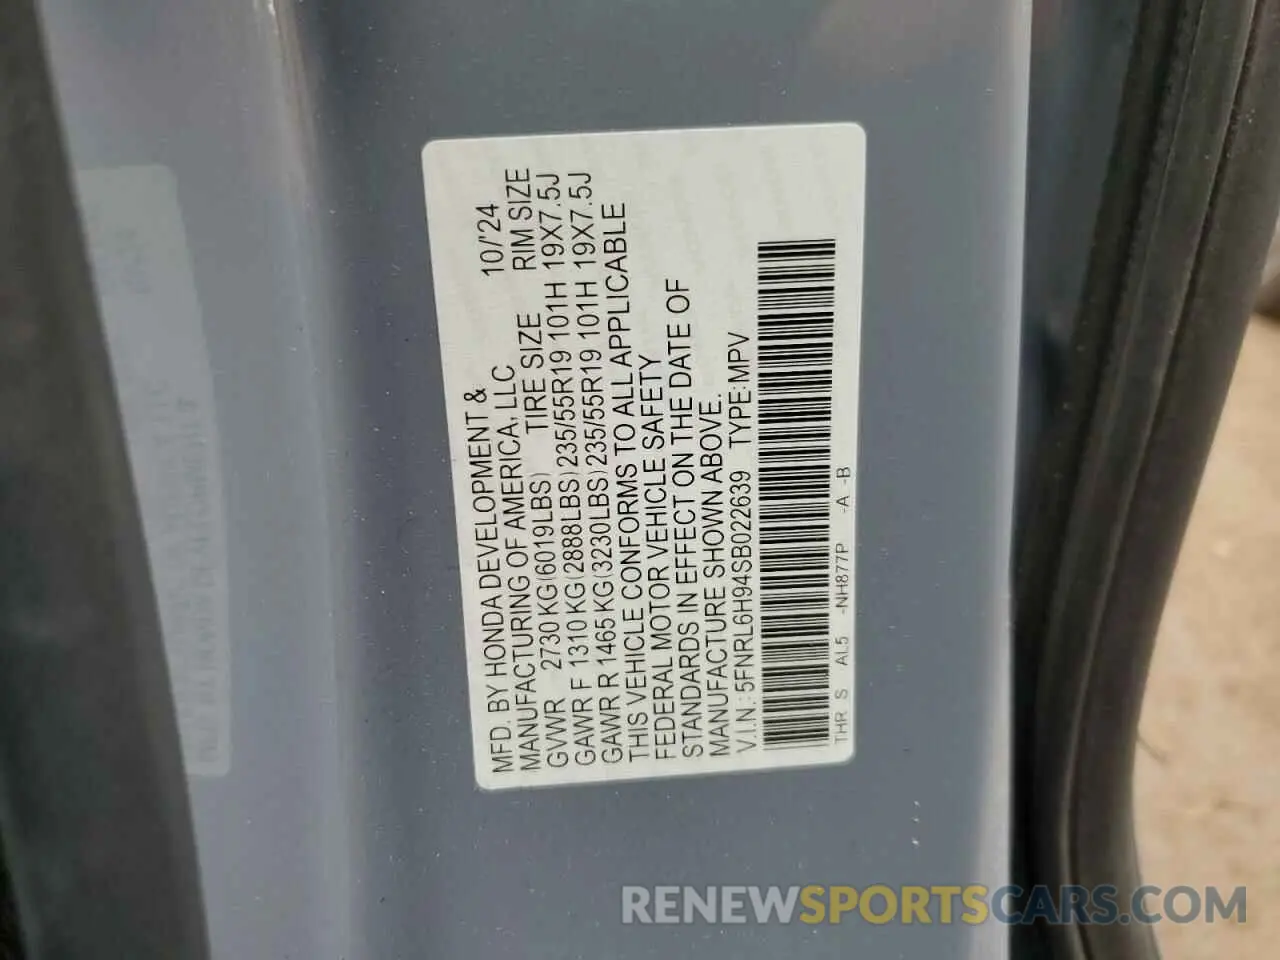 MFD. BY HONDA DEVELOPMENT &
MANUFACTURING OF AMERICA, LLC 10/'24
GVWR 2730 KG (6019LBS) TIRE SIZE RIM SIZE
GAWR F 1310 KG (2888LBS) 235/55R19 101H 19X7.5J
GAWR R 1465 KG (3230LBS) 235/55R19 101H 19X7.5J
THIS VEHICLE CONFORMS TO ALL APPLICABLE
FEDERAL MOTOR VEHICLE SAFETY
STANDARDS IN EFFECT ON THE DATE OF
MANUFACTURE SHOWN ABOVE.
V.I.N.: 5FNRL6H94SB022639 TYPE: MPV
THR S AL5 -NH877P -A -B
RENEWSPORTSCARS.COM